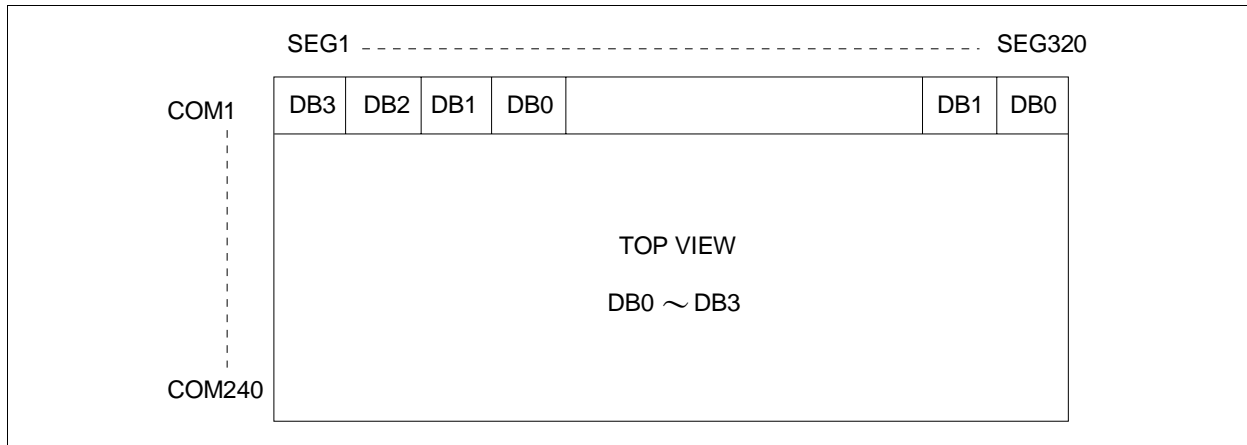 SEG1 SEG320
COM1 DB3 DB2 DB1 DB0 DB1 DB0
TOP VIEW
DB0 ～ DB3
COM240